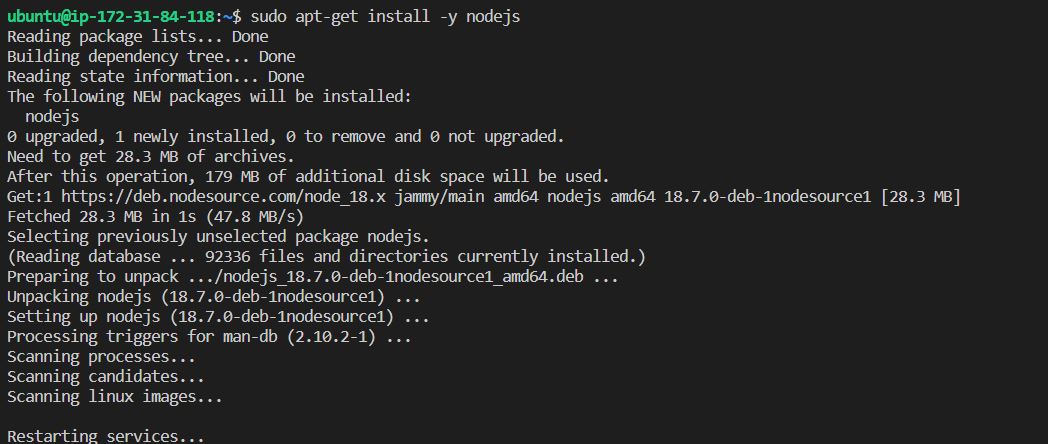 ubuntu@ip-172-31-84-118:~$ sudo apt-get install -y nodejs
Reading package lists... Done
Building dependency tree... Done
Reading state information... Done
The following NEW packages will be installed:
  nodejs
0 upgraded, 1 newly installed, 0 to remove and 0 not upgraded.
Need to get 28.3 MB of archives.
After this operation, 179 MB of additional disk space will be used.
Get:1 https://deb.nodesource.com/node_18.x jammy/main amd64 nodejs amd64 18.7.0-deb-1nodesource1 [28.3 MB]
Fetched 28.3 MB in 1s (47.8 MB/s)
Selecting previously unselected package nodejs.
(Reading database ... 92336 files and directories currently installed.)
Preparing to unpack .../nodejs_18.7.0-deb-1nodesource1_amd64.deb ...
Unpacking nodejs (18.7.0-deb-1nodesource1) ...
Setting up nodejs (18.7.0-deb-1nodesource1) ...
Processing triggers for man-db (2.10.2-1) ...
Scanning processes...
Scanning candidates...
Scanning linux images...
Restarting services...